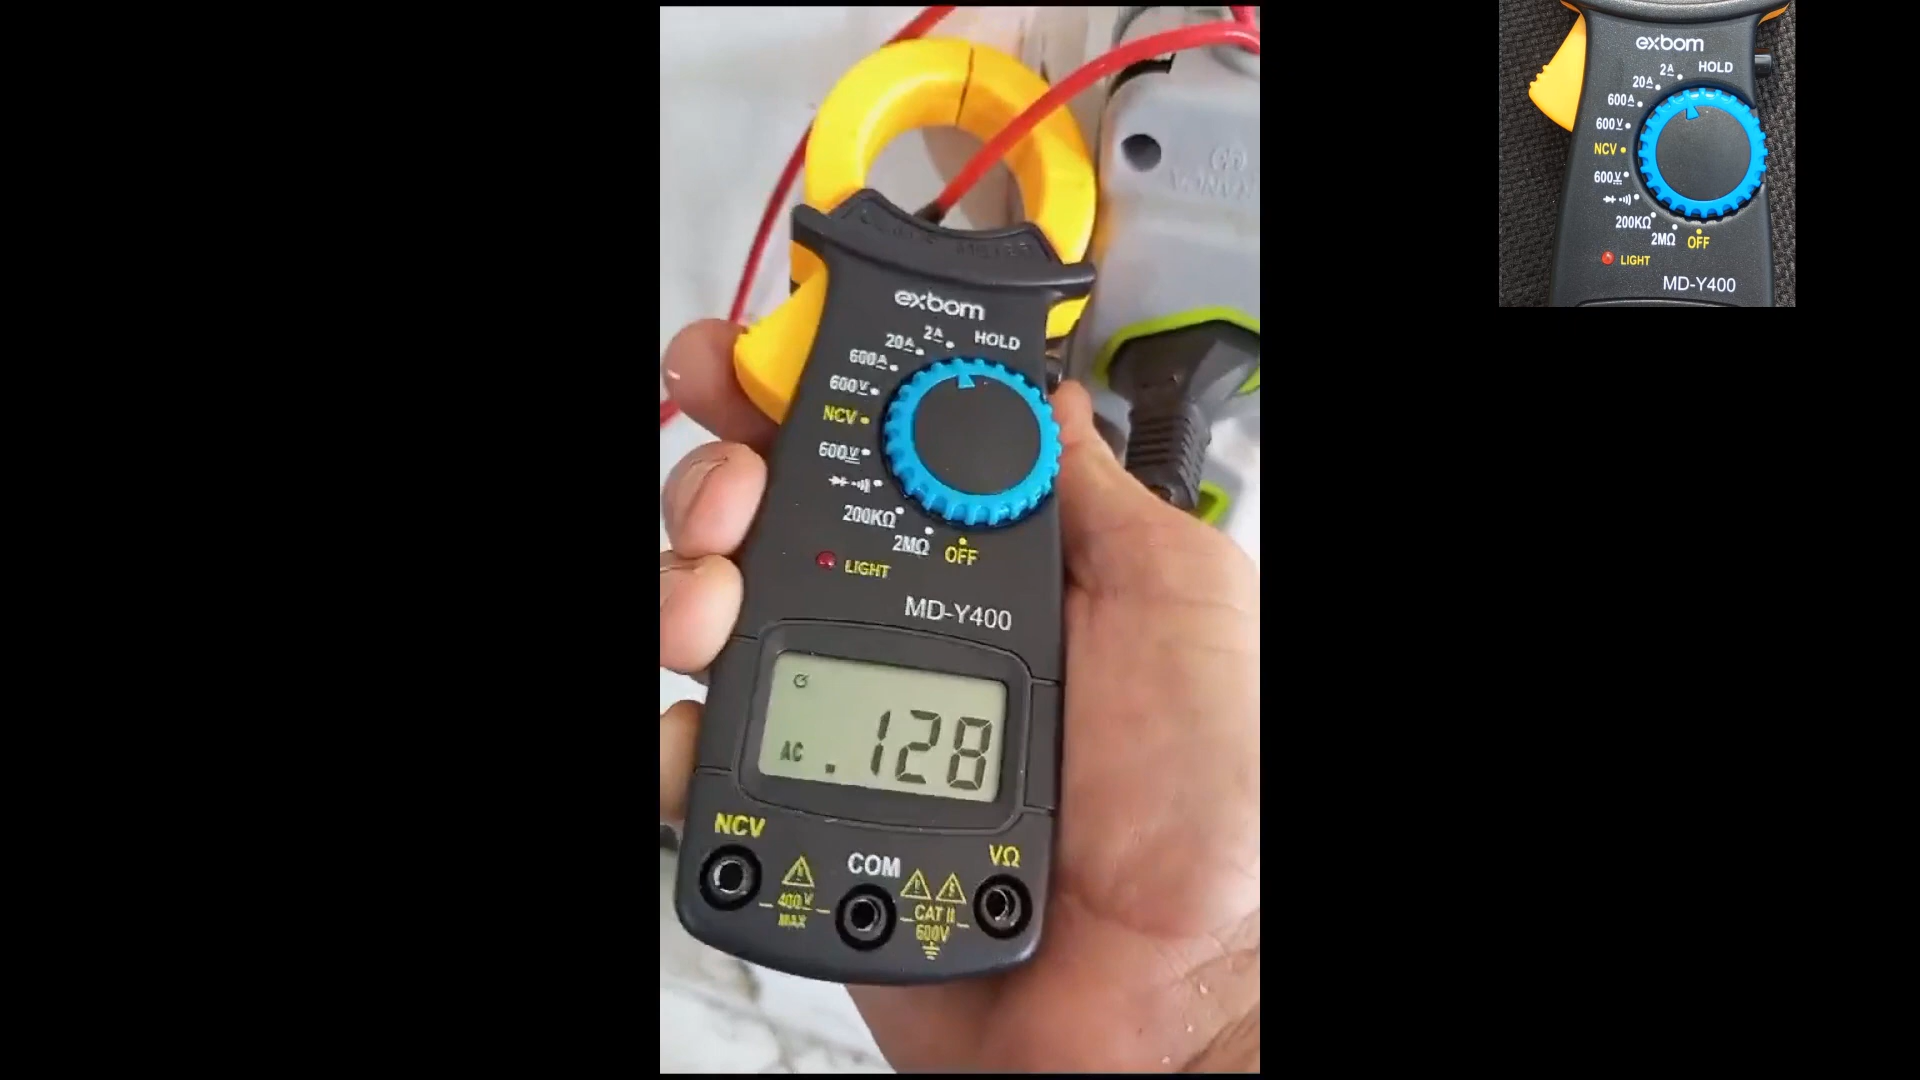 exbom
2A
HOLD
20A
600A
600V
NCV
600V
200KΩ
2MΩ
OFF
LIGHT
MD-Y400
AC .128
NCV
COM
VΩ
400V
MAX
CAT II
600V
exbom
2A
HOLD
20A
600A
600V
NCV
600V
200KΩ
2MΩ
OFF
LIGHT
MD-Y400